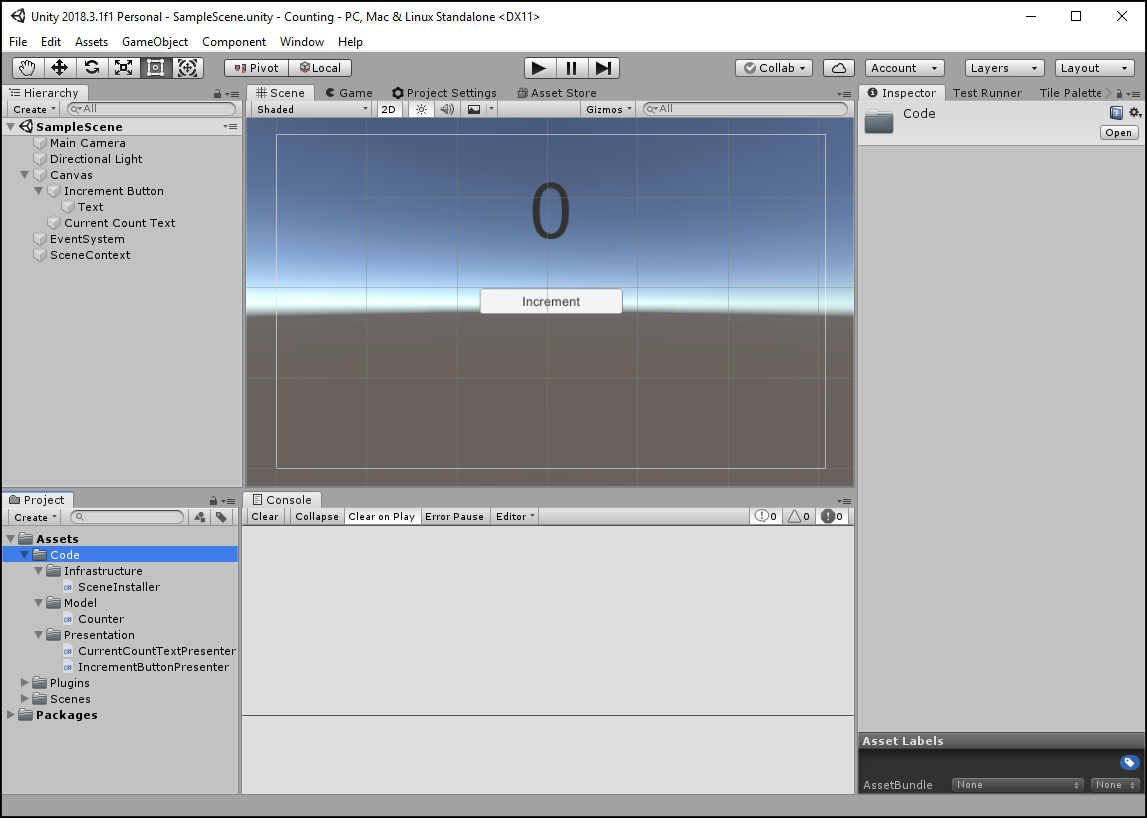 Unity 2018.3.1f1 Personal - SampleScene.unity - Counting - PC, Mac & Linux Standalone <DX11>
File Edit Assets GameObject Component Window Help
Pivot Local Collab Account Layers Layout
Hierarchy
Create All
SampleScene
Main Camera
Directional Light
Canvas
Increment Button
Text
Current Count Text
EventSystem
SceneContext
Scene Game Project Settings Asset Store
Shaded 2D Gizmos All
0
Increment
Inspector Test Runner Tile Palette
Code
Open
Project
Create
Assets
Code
Infrastructure
SceneInstaller
Model
Counter
Presentation
CurrentCountTextPresenter
IncrementButtonPresenter
Plugins
Scenes
Packages
Console
Clear Collapse Clear on Play Error Pause Editor 0 0 0
Asset Labels
AssetBundle None None